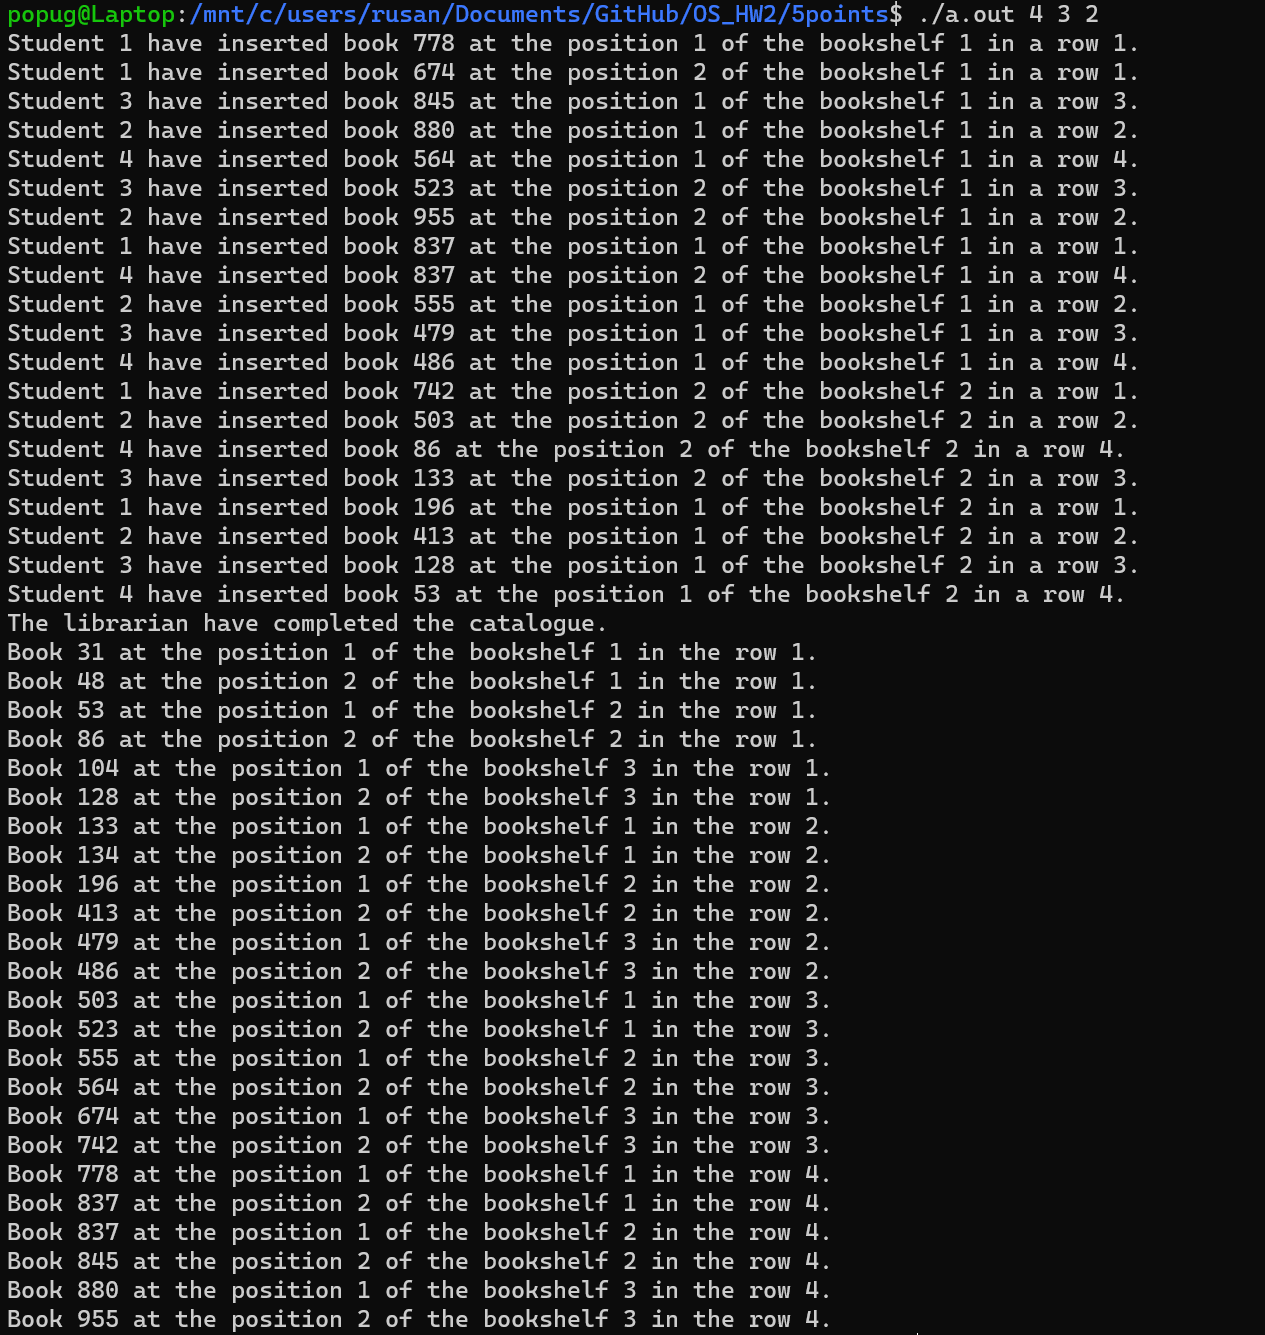 popug@Laptop:/mnt/c/users/rusan/Documents/GitHub/OS_HW2/5points$ ./a.out 4 3 2
Student 1 have inserted book 778 at the position 1 of the bookshelf 1 in a row 1.
Student 1 have inserted book 674 at the position 2 of the bookshelf 1 in a row 1.
Student 3 have inserted book 845 at the position 1 of the bookshelf 1 in a row 3.
Student 2 have inserted book 880 at the position 1 of the bookshelf 1 in a row 2.
Student 4 have inserted book 564 at the position 1 of the bookshelf 1 in a row 4.
Student 3 have inserted book 523 at the position 2 of the bookshelf 1 in a row 3.
Student 2 have inserted book 955 at the position 2 of the bookshelf 1 in a row 2.
Student 1 have inserted book 837 at the position 1 of the bookshelf 1 in a row 1.
Student 4 have inserted book 837 at the position 2 of the bookshelf 1 in a row 4.
Student 2 have inserted book 555 at the position 1 of the bookshelf 1 in a row 2.
Student 3 have inserted book 479 at the position 1 of the bookshelf 1 in a row 3.
Student 4 have inserted book 486 at the position 1 of the bookshelf 1 in a row 4.
Student 1 have inserted book 742 at the position 2 of the bookshelf 2 in a row 1.
Student 2 have inserted book 503 at the position 2 of the bookshelf 2 in a row 2.
Student 4 have inserted book 86 at the position 2 of the bookshelf 2 in a row 4.
Student 3 have inserted book 133 at the position 2 of the bookshelf 2 in a row 3.
Student 1 have inserted book 196 at the position 1 of the bookshelf 2 in a row 1.
Student 2 have inserted book 413 at the position 1 of the bookshelf 2 in a row 2.
Student 3 have inserted book 128 at the position 1 of the bookshelf 2 in a row 3.
Student 4 have inserted book 53 at the position 1 of the bookshelf 2 in a row 4.
The librarian have completed the catalogue.
Book 31 at the position 1 of the bookshelf 1 in the row 1.
Book 48 at the position 2 of the bookshelf 1 in the row 1.
Book 53 at the position 1 of the bookshelf 2 in the row 1.
Book 86 at the position 2 of the bookshelf 2 in the row 1.
Book 104 at the position 1 of the bookshelf 3 in the row 1.
Book 128 at the position 2 of the bookshelf 3 in the row 1.
Book 133 at the position 1 of the bookshelf 1 in the row 2.
Book 134 at the position 2 of the bookshelf 1 in the row 2.
Book 196 at the position 1 of the bookshelf 2 in the row 2.
Book 413 at the position 2 of the bookshelf 2 in the row 2.
Book 479 at the position 1 of the bookshelf 3 in the row 2.
Book 486 at the position 2 of the bookshelf 3 in the row 2.
Book 503 at the position 1 of the bookshelf 1 in the row 3.
Book 523 at the position 2 of the bookshelf 1 in the row 3.
Book 555 at the position 1 of the bookshelf 2 in the row 3.
Book 564 at the position 2 of the bookshelf 2 in the row 3.
Book 674 at the position 1 of the bookshelf 3 in the row 3.
Book 742 at the position 2 of the bookshelf 3 in the row 3.
Book 778 at the position 1 of the bookshelf 1 in the row 4.
Book 837 at the position 2 of the bookshelf 1 in the row 4.
Book 837 at the position 1 of the bookshelf 2 in the row 4.
Book 845 at the position 2 of the bookshelf 2 in the row 4.
Book 880 at the position 1 of the bookshelf 3 in the row 4.
Book 955 at the position 2 of the bookshelf 3 in the row 4.